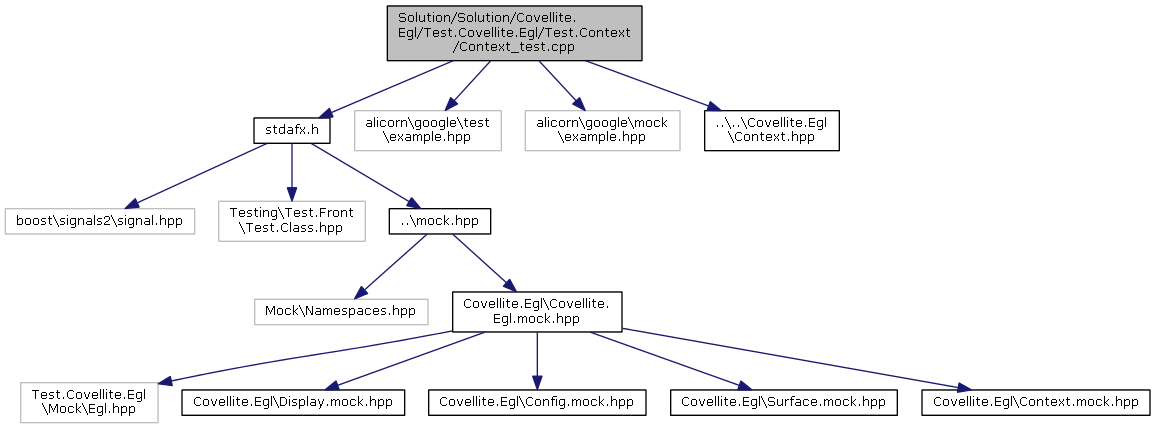 Solution/Solution/Covellite.
Egl/Test.Covellite.Egl/Test.Context
/Context_test.cpp
stdafx.h
alicorn\google\test
\example.hpp
alicorn\google\mock
\example.hpp
..\..\Covellite.Egl
\Context.hpp
boost\signals2\signal.hpp
Testing\Test.Front
\Test.Class.hpp
..\mock.hpp
Mock\Namespaces.hpp
Covellite.Egl\Covellite.
Egl.mock.hpp
Test.Covellite.Egl
\Mock\Egl.hpp
Covellite.Egl\Display.mock.hpp
Covellite.Egl\Config.mock.hpp
Covellite.Egl\Surface.mock.hpp
Covellite.Egl\Context.mock.hpp